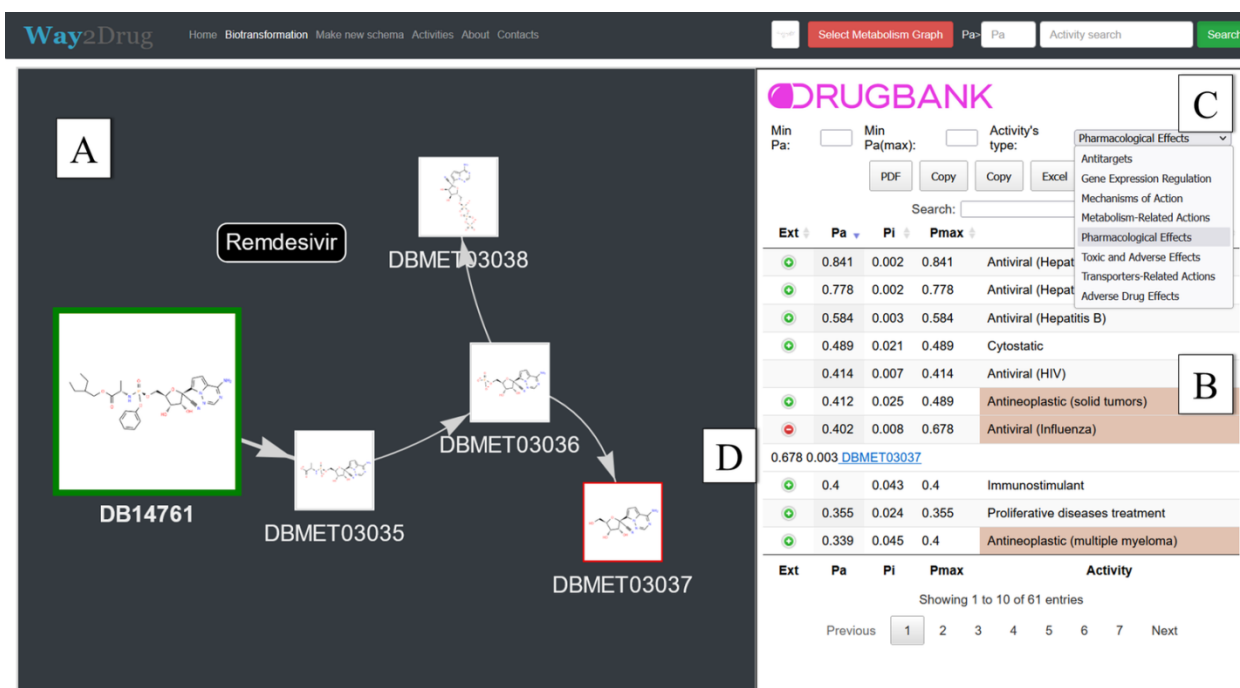 Way2Drug Home Biotransformation Make new schema Activities About Contacts Select Metabolism Graph Pa> Pa Activity search Search
A
Remdesivir
DBMET03038
DBMET03036
DB14761
DBMET03035
DBMET03037
DRUGBANK
C
Min Pa: Min Pa(max): Activity's type: Pharmacological Effects
Antitargets
Gene Expression Regulation
Mechanisms of Action
Metabolism-Related Actions
Pharmacological Effects
Toxic and Adverse Effects
Transporters-Related Actions
Adverse Drug Effects
PDF Copy Copy Excel
Search:
Ext Pa Pi Pmax
0.841 0.002 0.841 Antiviral (Hepat
0.778 0.002 0.778 Antiviral (Hepat
0.584 0.003 0.584 Antiviral (Hepatitis B)
0.489 0.021 0.489 Cytostatic
0.414 0.007 0.414 Antiviral (HIV)
B
0.412 0.025 0.489 Antineoplastic (solid tumors)
0.402 0.008 0.678 Antiviral (Influenza)
D
0.678 0.003 DBMET03037
0.4 0.043 0.4 Immunostimulant
0.355 0.024 0.355 Proliferative diseases treatment
0.339 0.045 0.4 Antineoplastic (multiple myeloma)
Ext Pa Pi Pmax Activity
Showing 1 to 10 of 61 entries
Previous 1 2 3 4 5 6 7 Next